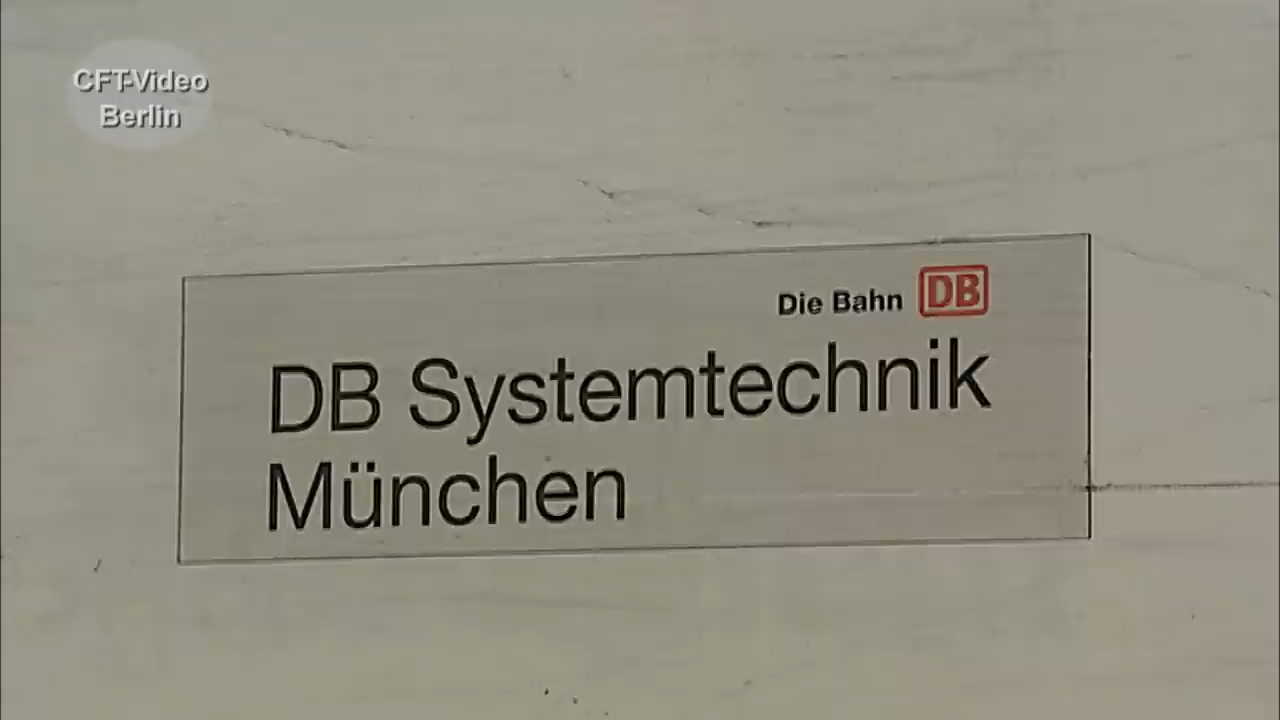 CFT-Video
Berlin
Die Bahn DB
DB Systemtechnik
München